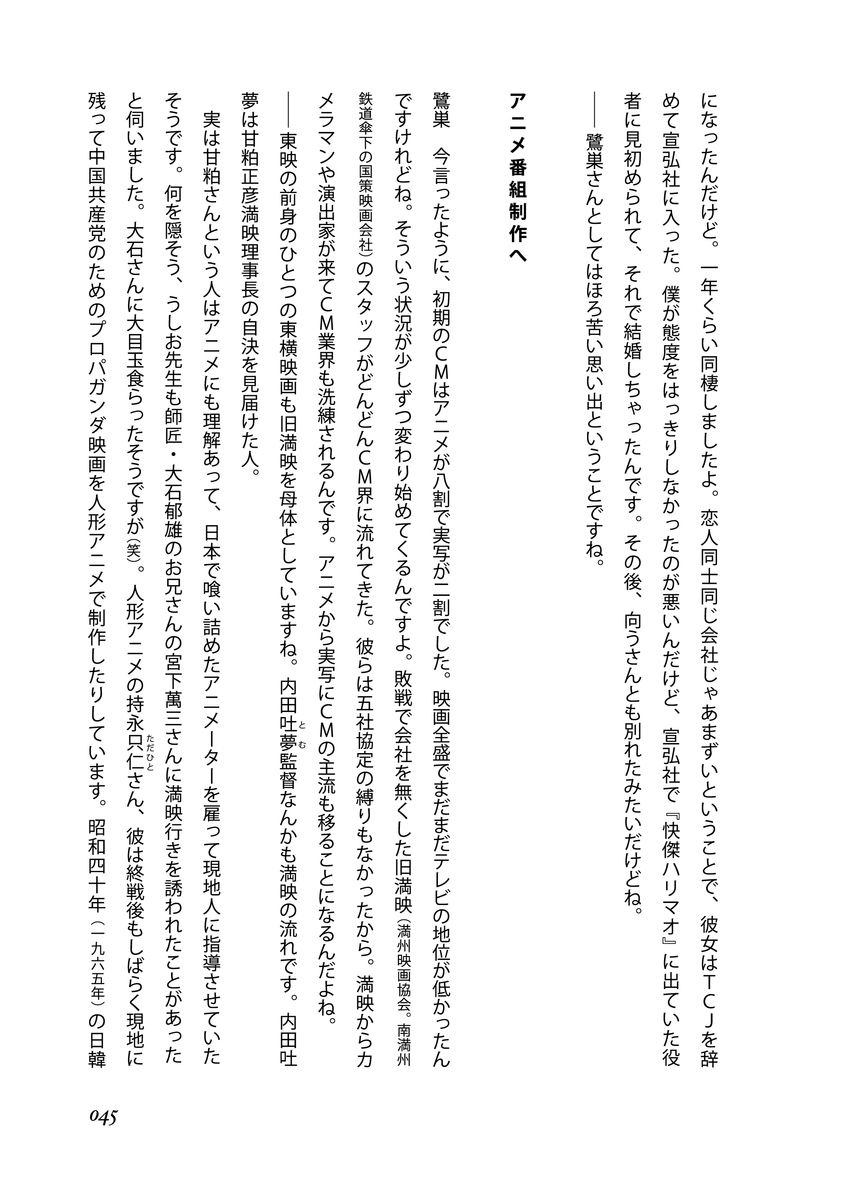 になったんだけど。一年くらい同棲しましたよ。恋人同士同じ会社じゃあまずいということで、彼女はＴＣＪを辞
めて宣弘社に入った。僕が態度をはっきりしなかったのが悪いんだけど、宣弘社で『快傑ハリマオ』に出ていた役
者に見初められて、それで結婚しちゃったんです。その後、向うさんとも別れたみたいだけどね。
――鷺巣さんとしてはほろ苦い思い出ということですね。
アニメ番組制作へ
鷺巣　今言ったように、初期のＣＭはアニメが八割で実写が二割でした。映画全盛でまだまだテレビの地位が低かったん
ですけれどね。そういう状況が少しずつ変わり始めてくるんですよ。敗戦で会社を無くした旧満映（満州映画協会。南満州
鉄道傘下の国策映画会社）のスタッフがどんどんＣＭ界に流れてきた。彼らは五社協定の縛りもなかったから。満映からカ
メラマンや演出家が来てＣＭ業界も洗練されるんです。アニメから実写にＣＭの主流も移ることになるんだよね。
――東映の前身のひとつの東横映画も旧満映を母体としていますね。内田吐夢監督なんかも満映の流れです。内田吐
とむ
夢は甘粕正彦満映理事長の自決を見届けた人。
実は甘粕さんという人はアニメにも理解あって、日本で喰い詰めたアニメーターを雇って現地人に指導させていた
そうです。何を隠そう、うしお先生も師匠・大石郁雄のお兄さんの宮下萬三さんに満映行きを誘われたことがあった
と伺いました。大石さんに大目玉食らったそうですが（笑）。人形アニメの持永只仁さん、彼は終戦後もしばらく現地に
ただひと
残って中国共産党のためのプロパガンダ映画を人形アニメで制作したりしています。昭和四十年（一九六五年）の日韓
045